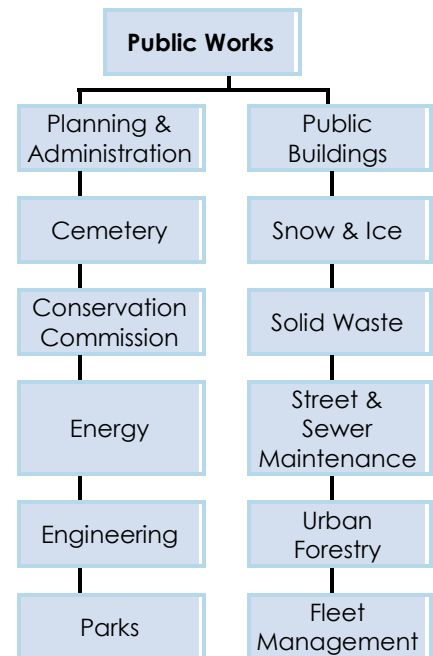 Public Works
Planning &
Administration
Cemetery
Conservation
Commission
Energy
Engineering
Parks
Public
Buildings
Snow & Ice
Solid Waste
Street &
Sewer
Maintenance
Urban
Forestry
Fleet
Management